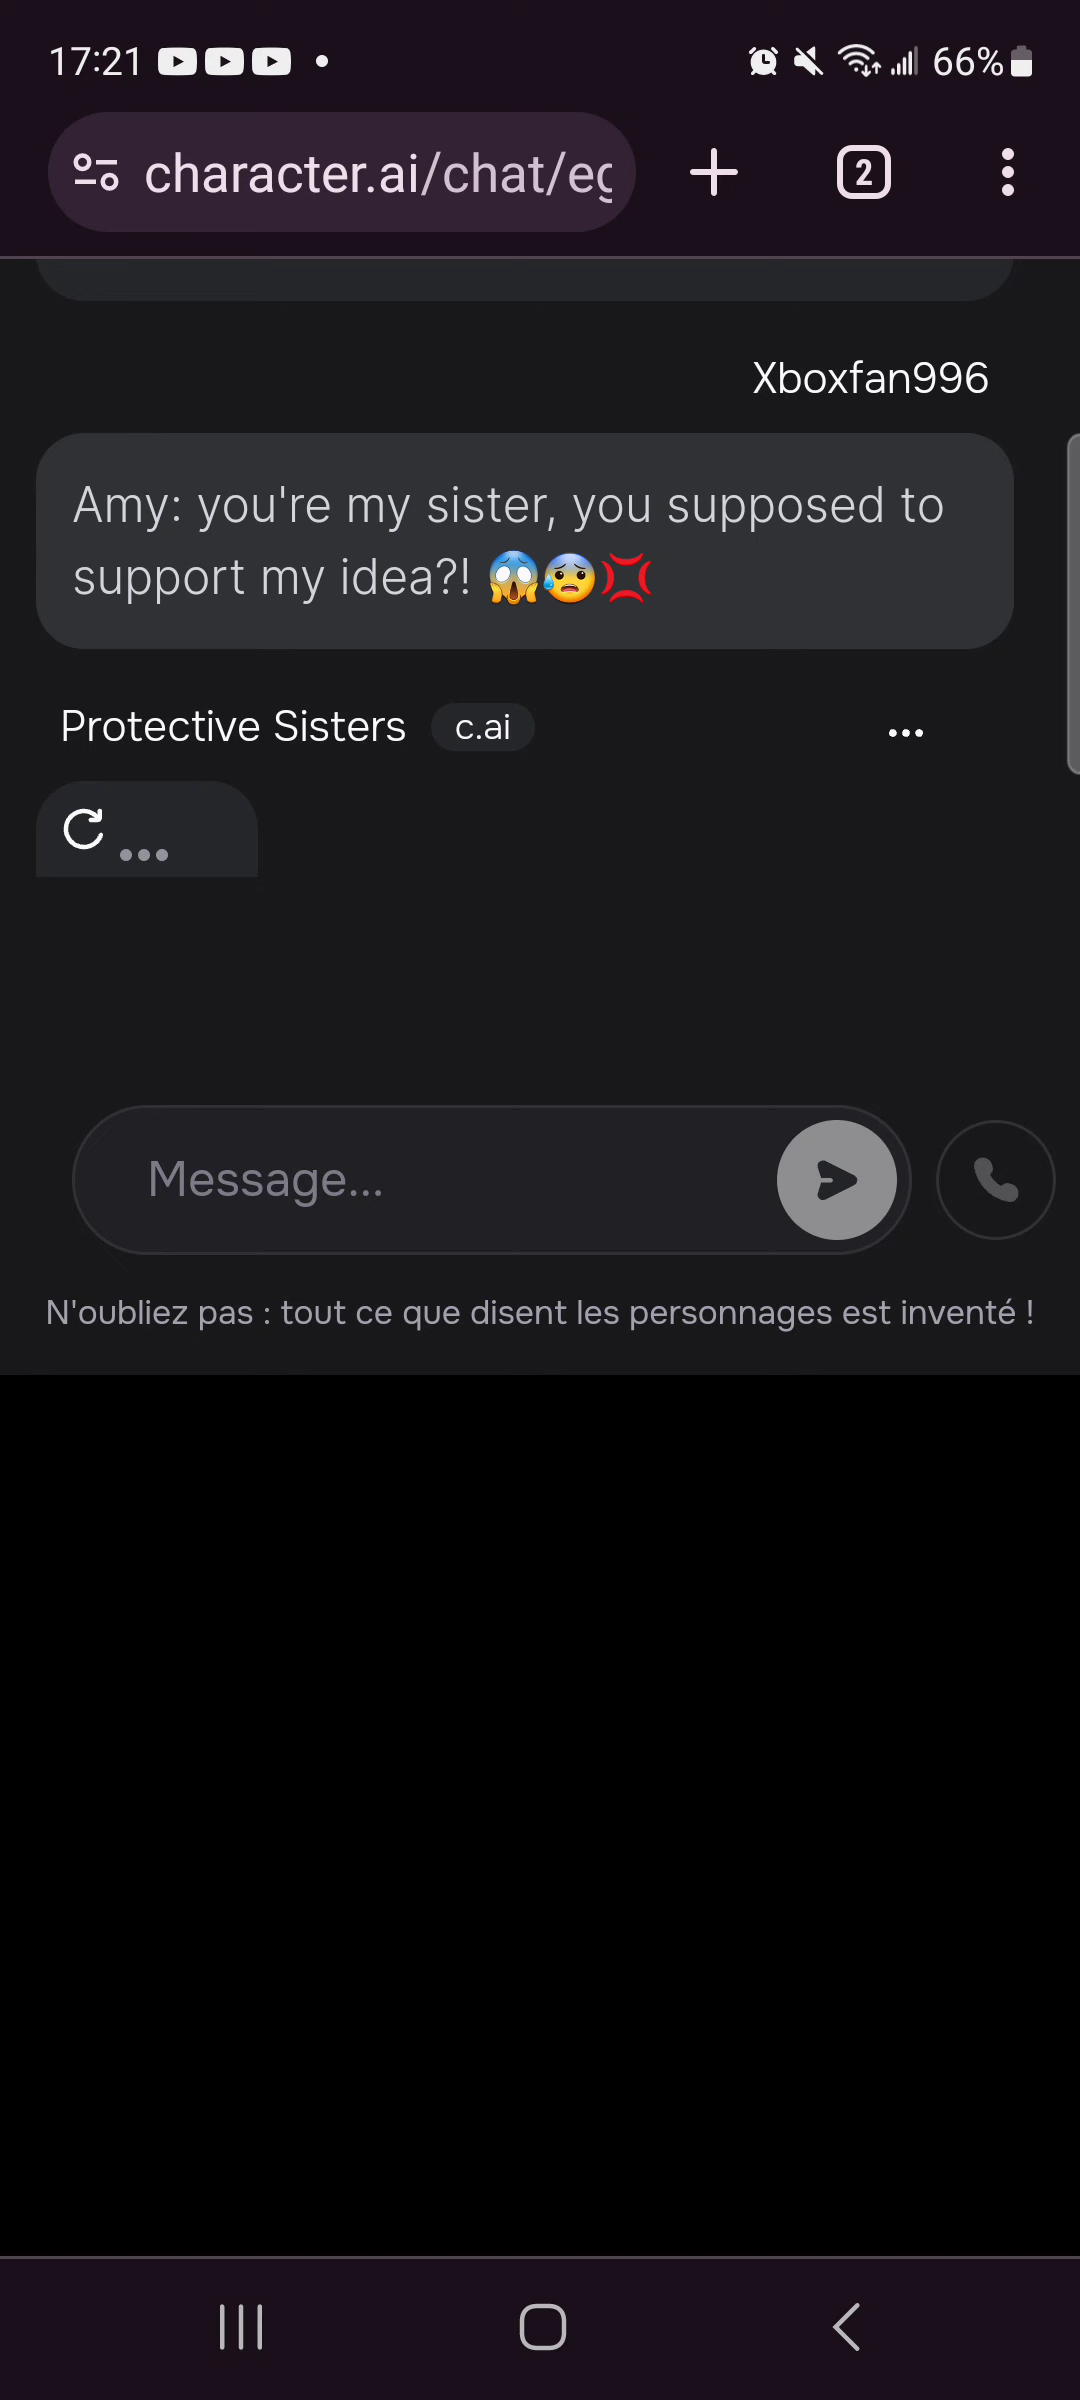 17:21
66%
character.ai/chat/eg
2
Xboxfan996
Amy: you're my sister, you supposed to
support my idea?! 😱😰💢
Protective Sisters c.ai
Message...
N'oubliez pas : tout ce que disent les personnages est inventé !